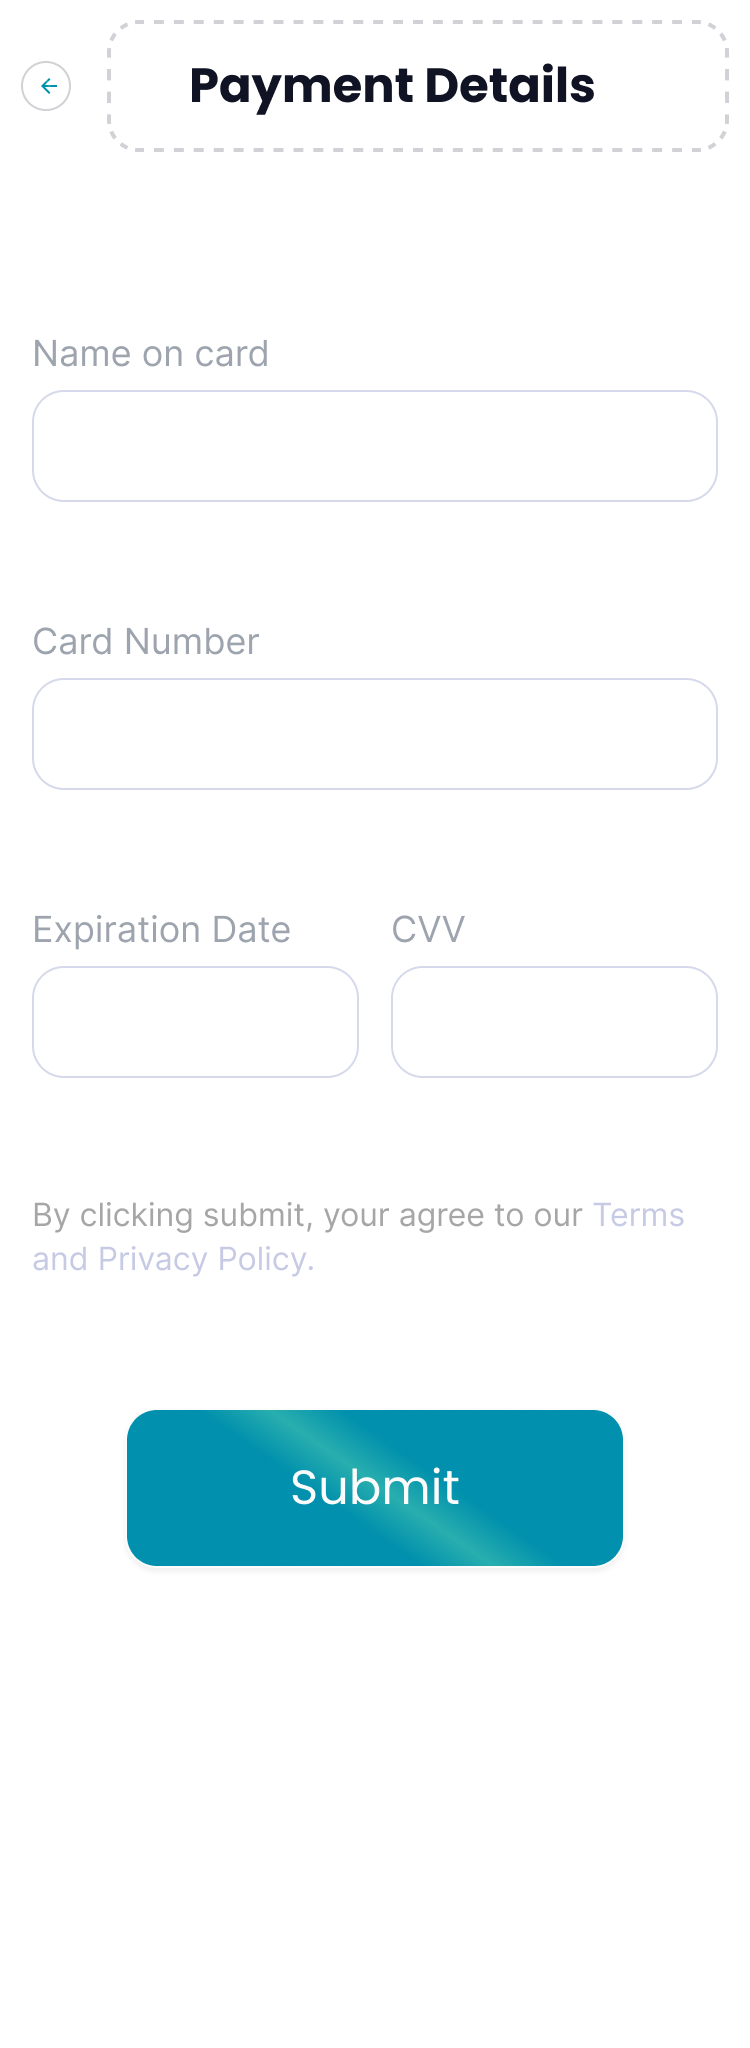 Payment Details
Name on card
Card Number
Expiration Date CVV
By clicking submit, your agree to our Terms
and Privacy Policy.
Submit